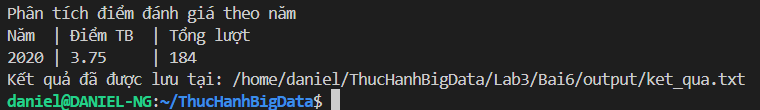 Phân tích điểm đánh giá theo năm
Năm  | Điểm TB  | Tổng lượt
2020 | 3.75     | 184
Kết quả đã được lưu tại: /home/daniel/ThucHanhBigData/Lab3/Bai6/output/ket_qua.txt
daniel@DANIEL-NG:~/ThucHanhBigData$